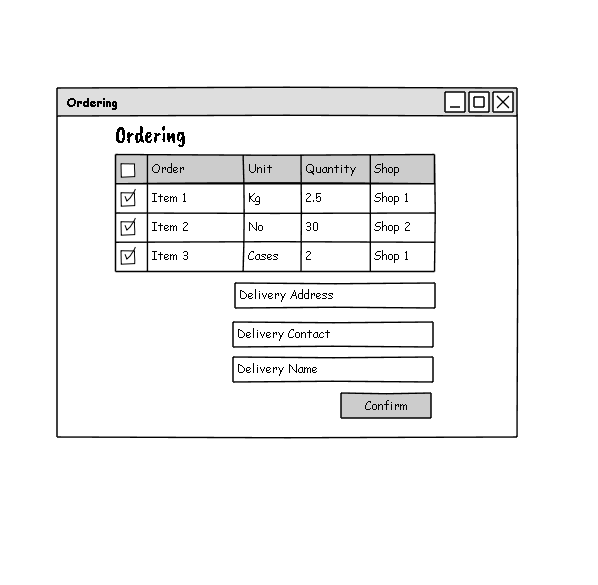 Ordering
Ordering
Order Unit Quantity Shop
Item 1 Kg 2.5 Shop 1
Item 2 No 30 Shop 2
Item 3 Cases 2 Shop 1
Delivery Address
Delivery Contact
Delivery Name
Confirm